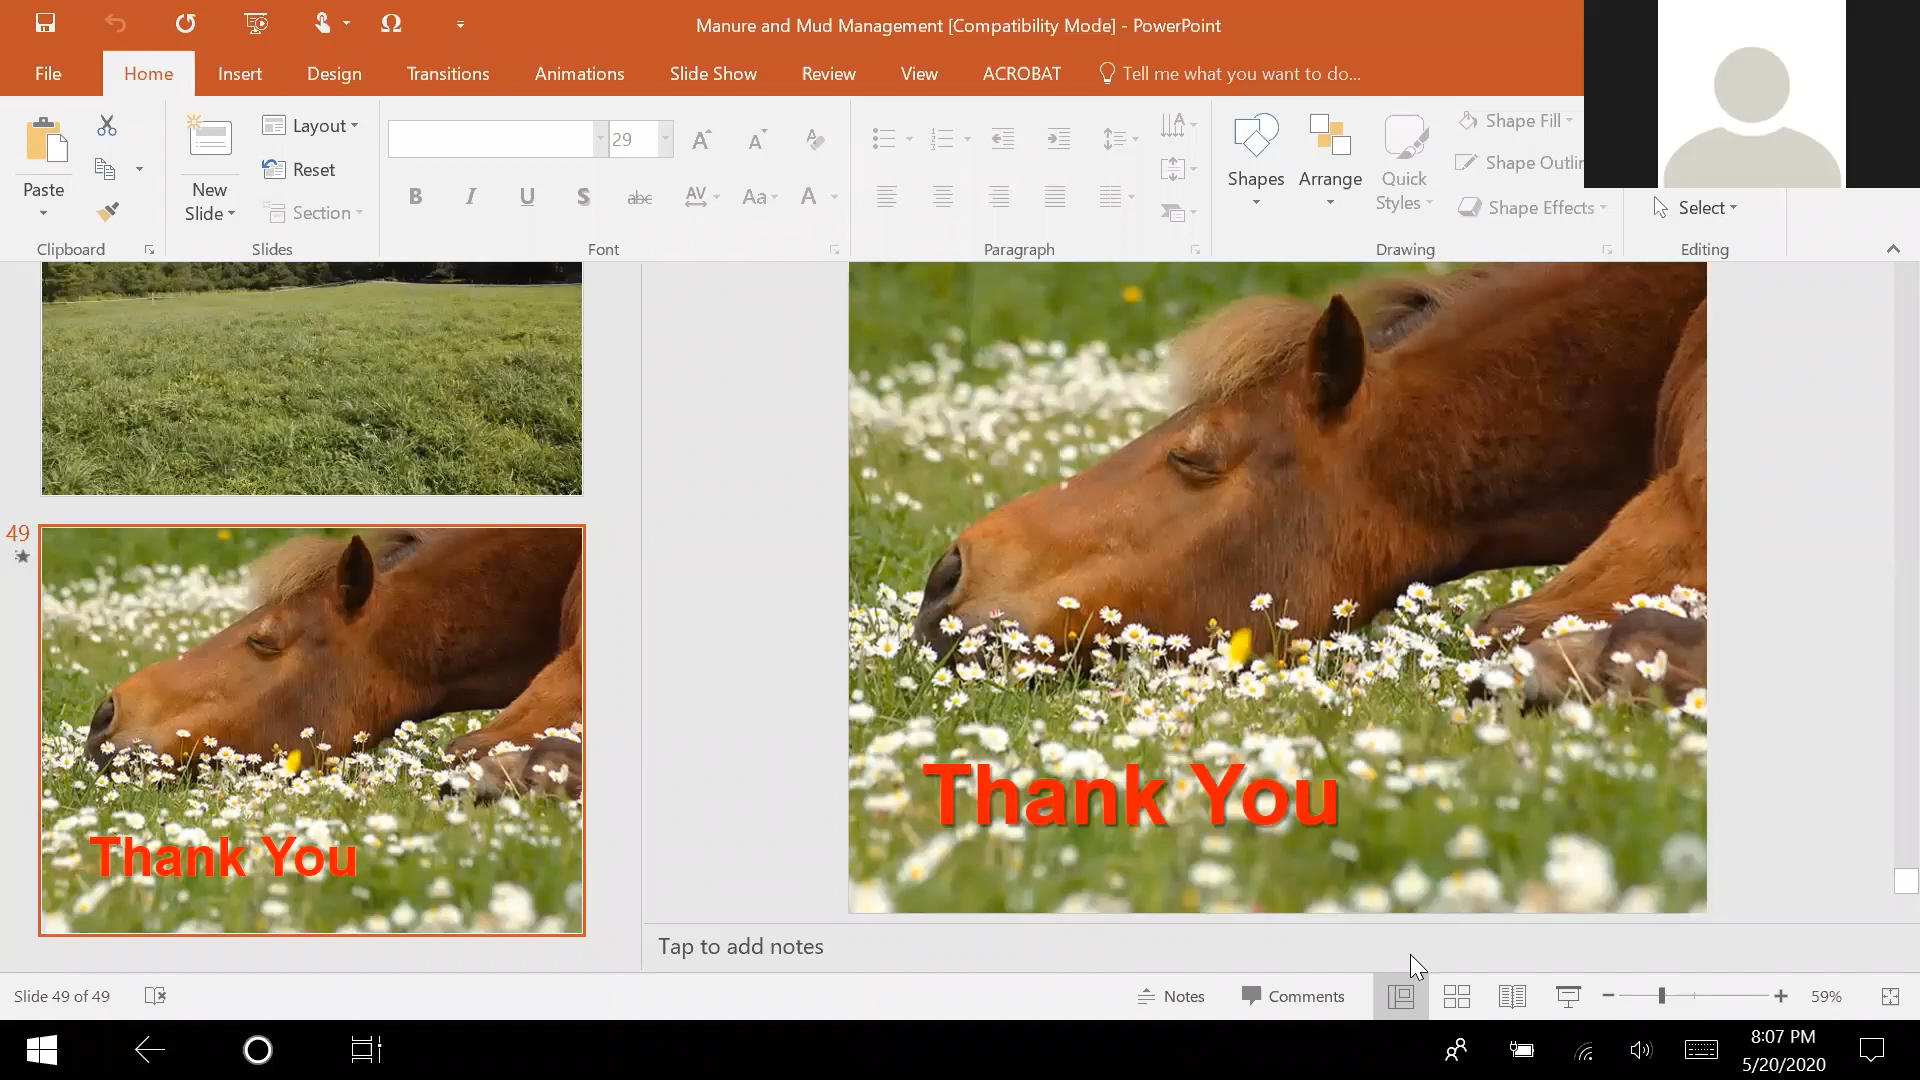 Manure and Mud Management [Compatibility Mode] - PowerPoint
File Home Insert Design Transitions Animations Slide Show Review View ACROBAT Tell me what you want to do...
Paste
Clipboard
New
Slide
Layout
Reset
Section
Slides
29
B I U S abc AV Aa A
Font
Paragraph
Shapes
Arrange
Quick
Styles
Shape Fill
Shape Outlin
Shape Effects
Drawing
Select
Editing
49
Thank You
Thank You
Tap to add notes
Slide 49 of 49
Notes
Comments
59%
8:07 PM
5/20/2020